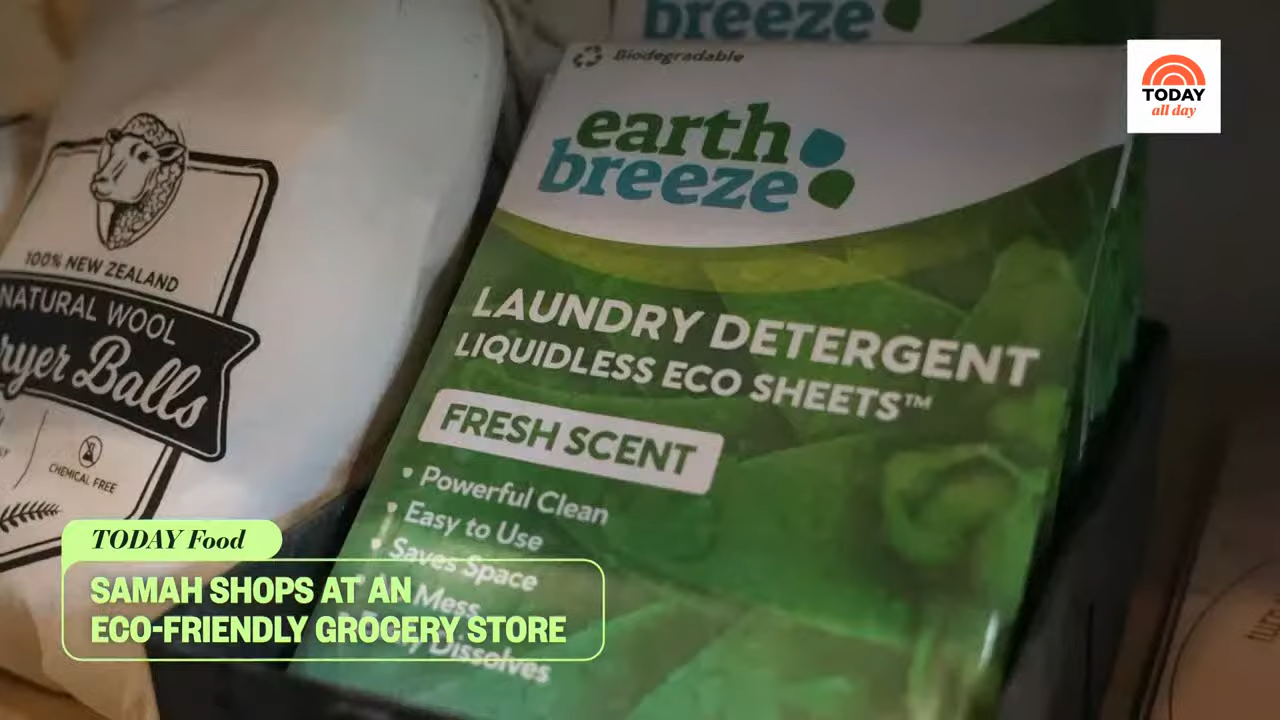 breeze
Biodegradable
earth
breeze
LAUNDRY DETERGENT
LIQUIDLESS ECO SHEETS™
FRESH SCENT
• Powerful Clean
• Easy to Use
• Saves Space
Mess
Dissolves
100% NEW ZEALAND
NATURAL WOOL
Balls
CHEMICAL FREE
TODAY
all day
TODAY Food
SAMAH SHOPS AT AN
ECO-FRIENDLY GROCERY STORE